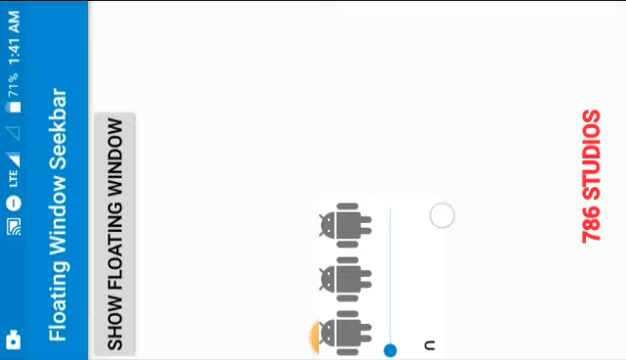 LTE 71% 1:41 AM
Floating Window Seekbar
SHOW FLOATING WINDOW
786 STUDIOS